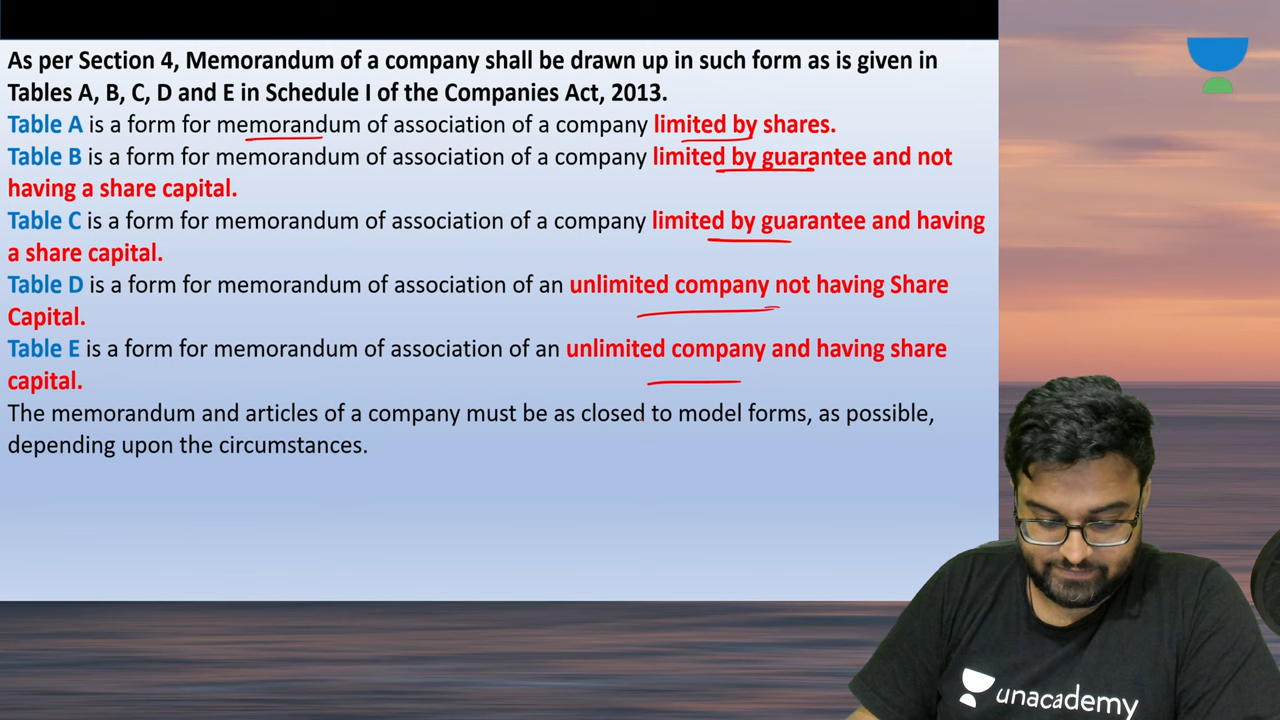 As per Section 4, Memorandum of a company shall be drawn up in such form as is given in
Tables A, B, C, D and E in Schedule I of the Companies Act, 2013.
Table A is a form for memorandum of association of a company limited by shares.
Table B is a form for memorandum of association of a company limited by guarantee and not
having a share capital.
Table C is a form for memorandum of association of a company limited by guarantee and having
a share capital.
Table D is a form for memorandum of association of an unlimited company not having Share
Capital.
Table E is a form for memorandum of association of an unlimited company and having share
capital.
The memorandum and articles of a company must be as closed to model forms, as possible,
depending upon the circumstances.
unacademy